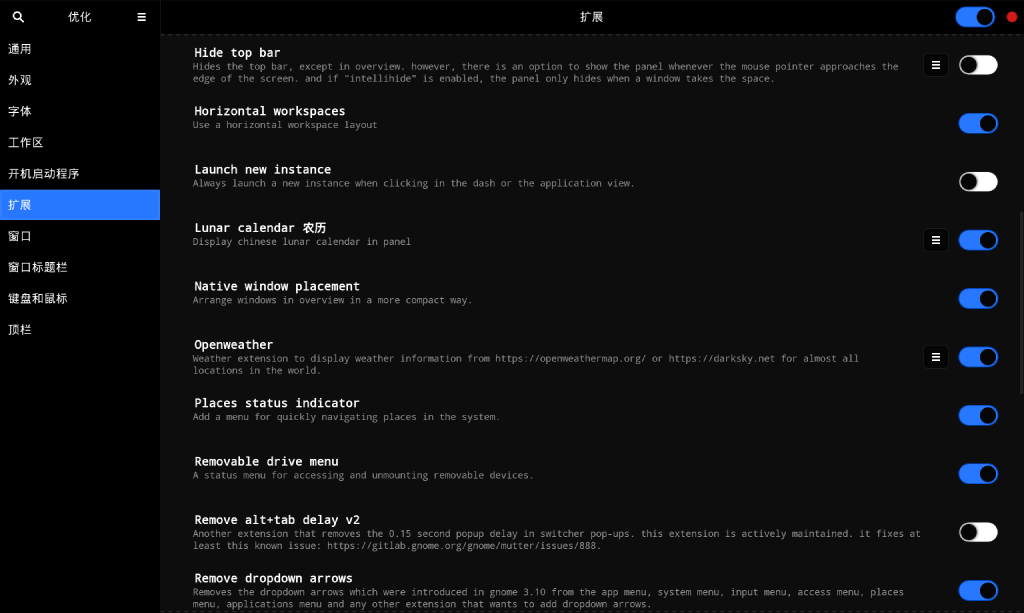 优化
扩展
通用
外观
字体
工作区
开机启动程序
扩展
窗口
窗口标题栏
键盘和鼠标
顶栏
Hide top bar
Hides the top bar, except in overview. however, there is an option to show the panel whenever the mouse pointer approaches the
edge of the screen. and if "intellihide" is enabled, the panel only hides when a window takes the space.
Horizontal workspaces
Use a horizontal workspace layout
Launch new instance
Always launch a new instance when clicking in the dash or the application view.
Lunar calendar 农历
Display chinese lunar calendar in panel
Native window placement
Arrange windows in overview in a more compact way.
Openweather
Weather extension to display weather information from https://openweathermap.org/ or https://darksky.net for almost all
locations in the world.
Places status indicator
Add a menu for quickly navigating places in the system.
Removable drive menu
A status menu for accessing and unmounting removable devices.
Remove alt+tab delay v2
Another extension that removes the 0.15 second popup delay in switcher pop-ups. this extension is actively maintained. it fixes at
least this known issue: https://gitlab.gnome.org/gnome/mutter/issues/888.
Remove dropdown arrows
Removes the dropdown arrows which were introduced in gnome 3.10 from the app menu, system menu, input menu, access menu, places
menu, applications menu and any other extension that wants to add dropdown arrows.